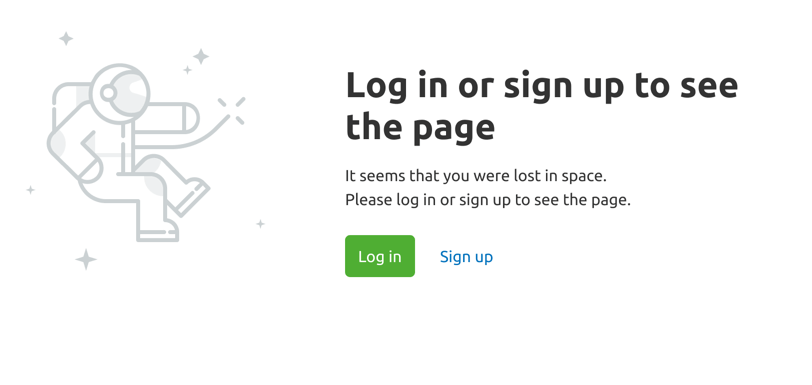 Log in or sign up to see
the page
It seems that you were lost in space.
Please log in or sign up to see the page.
Log in
Sign up